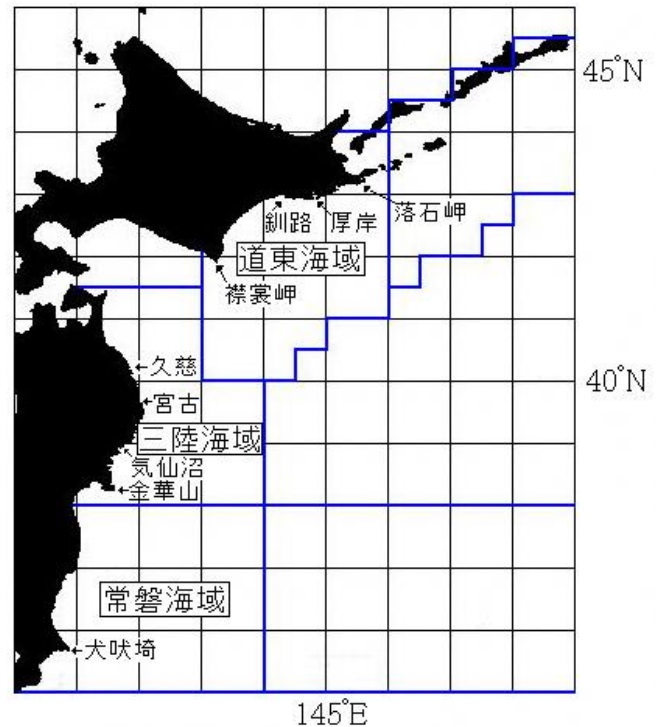 45°N
釧路
厚岸
落石岬
道東海域
襟裳岬
久慈
40°N
宮古
三陸海域
気仙沼
金華山
常磐海域
犬吠埼
145°E